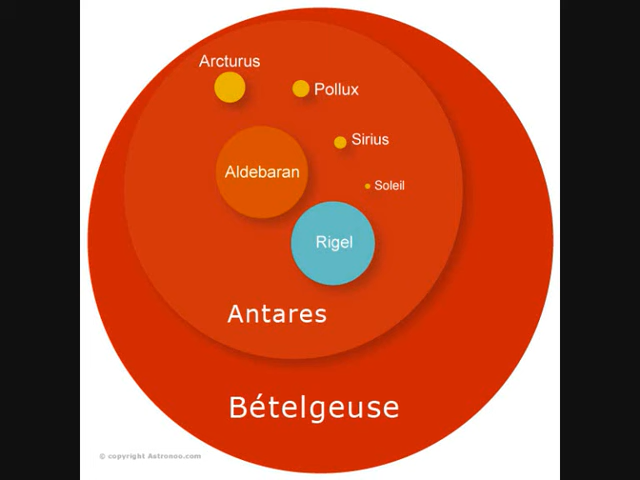 Arcturus
Pollux
Sirius
Aldebaran
Soleil
Rigel
Antares
Bételgeuse
© copyright Astronoo.com